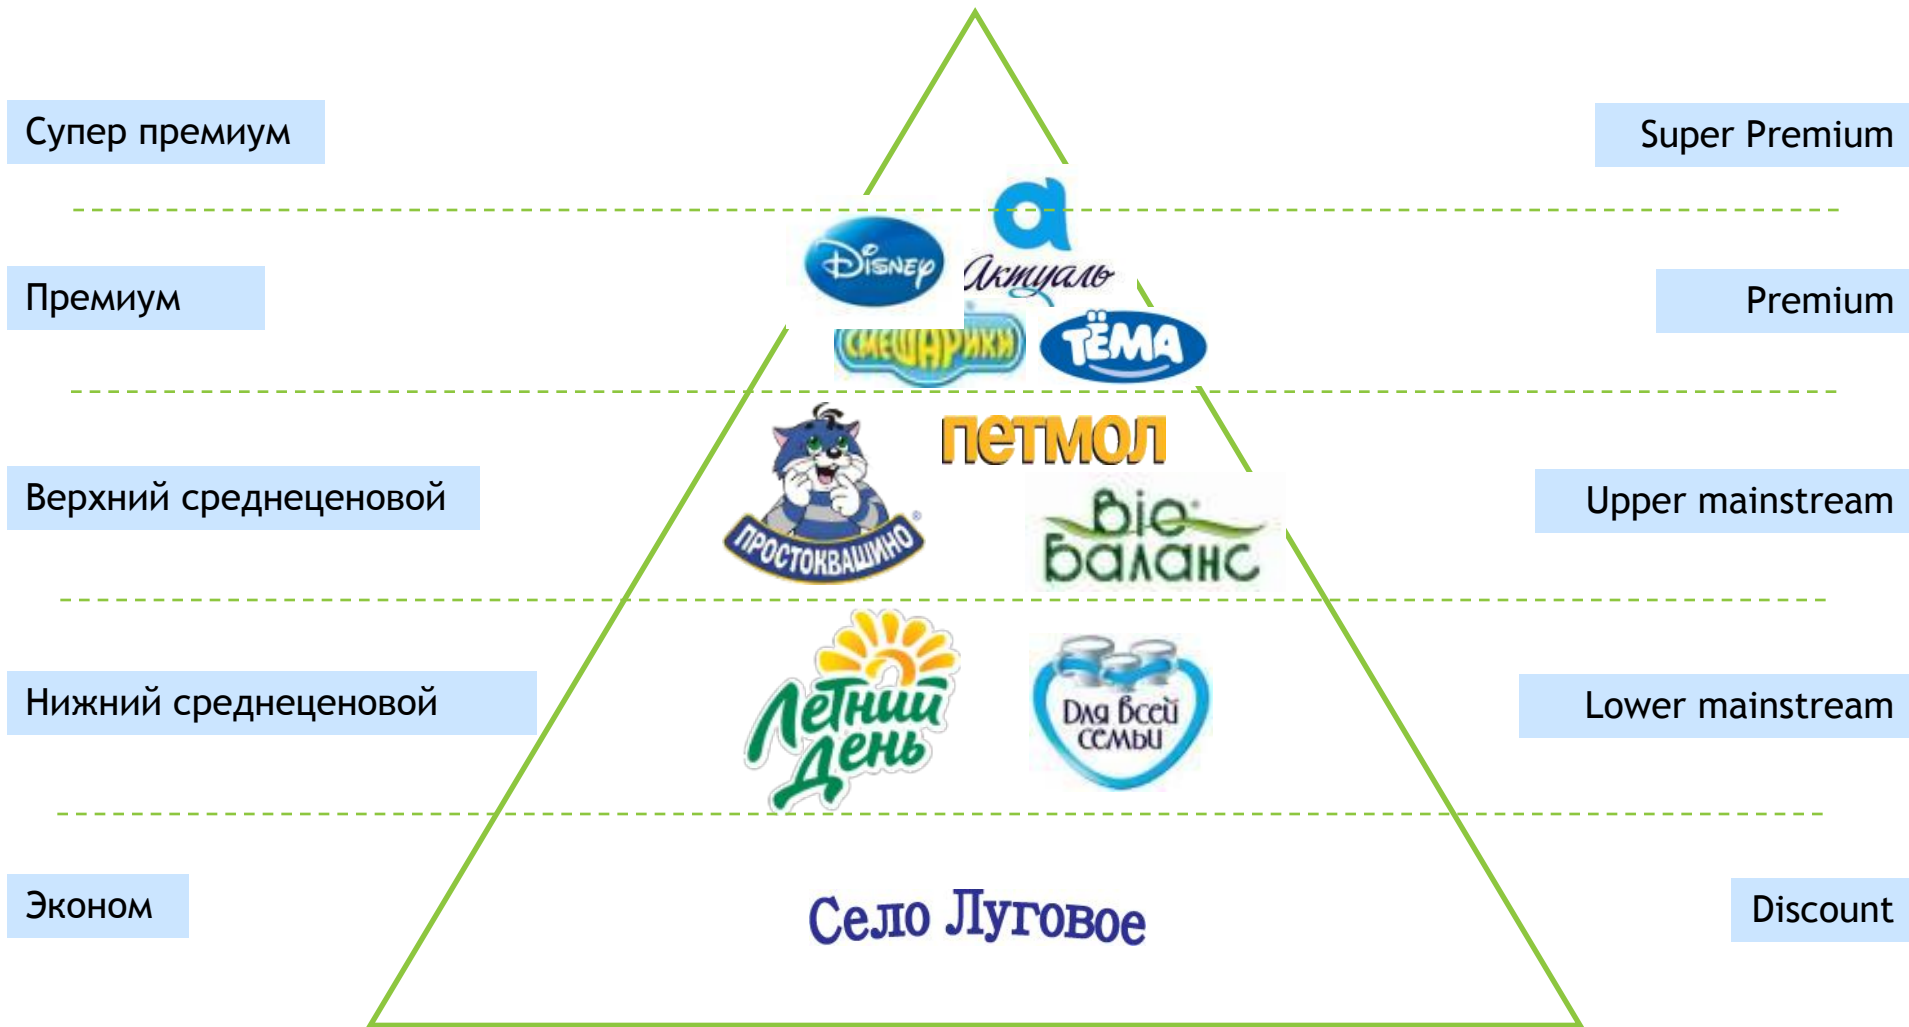 Супер премиум
Super Premium
a
Disney
Актуаль
Премиум
Premium
СМЕШАРИКИ
ТЁМА
ПЕТМОЛ
Верхний среднеценовой
Upper mainstream
ПРОСТОКВАШИНО®
Bio
Баланс
Нижний среднеценовой
Lower mainstream
Летний
День
Для Всей
семьи
Эконом
Discount
Село Луговое